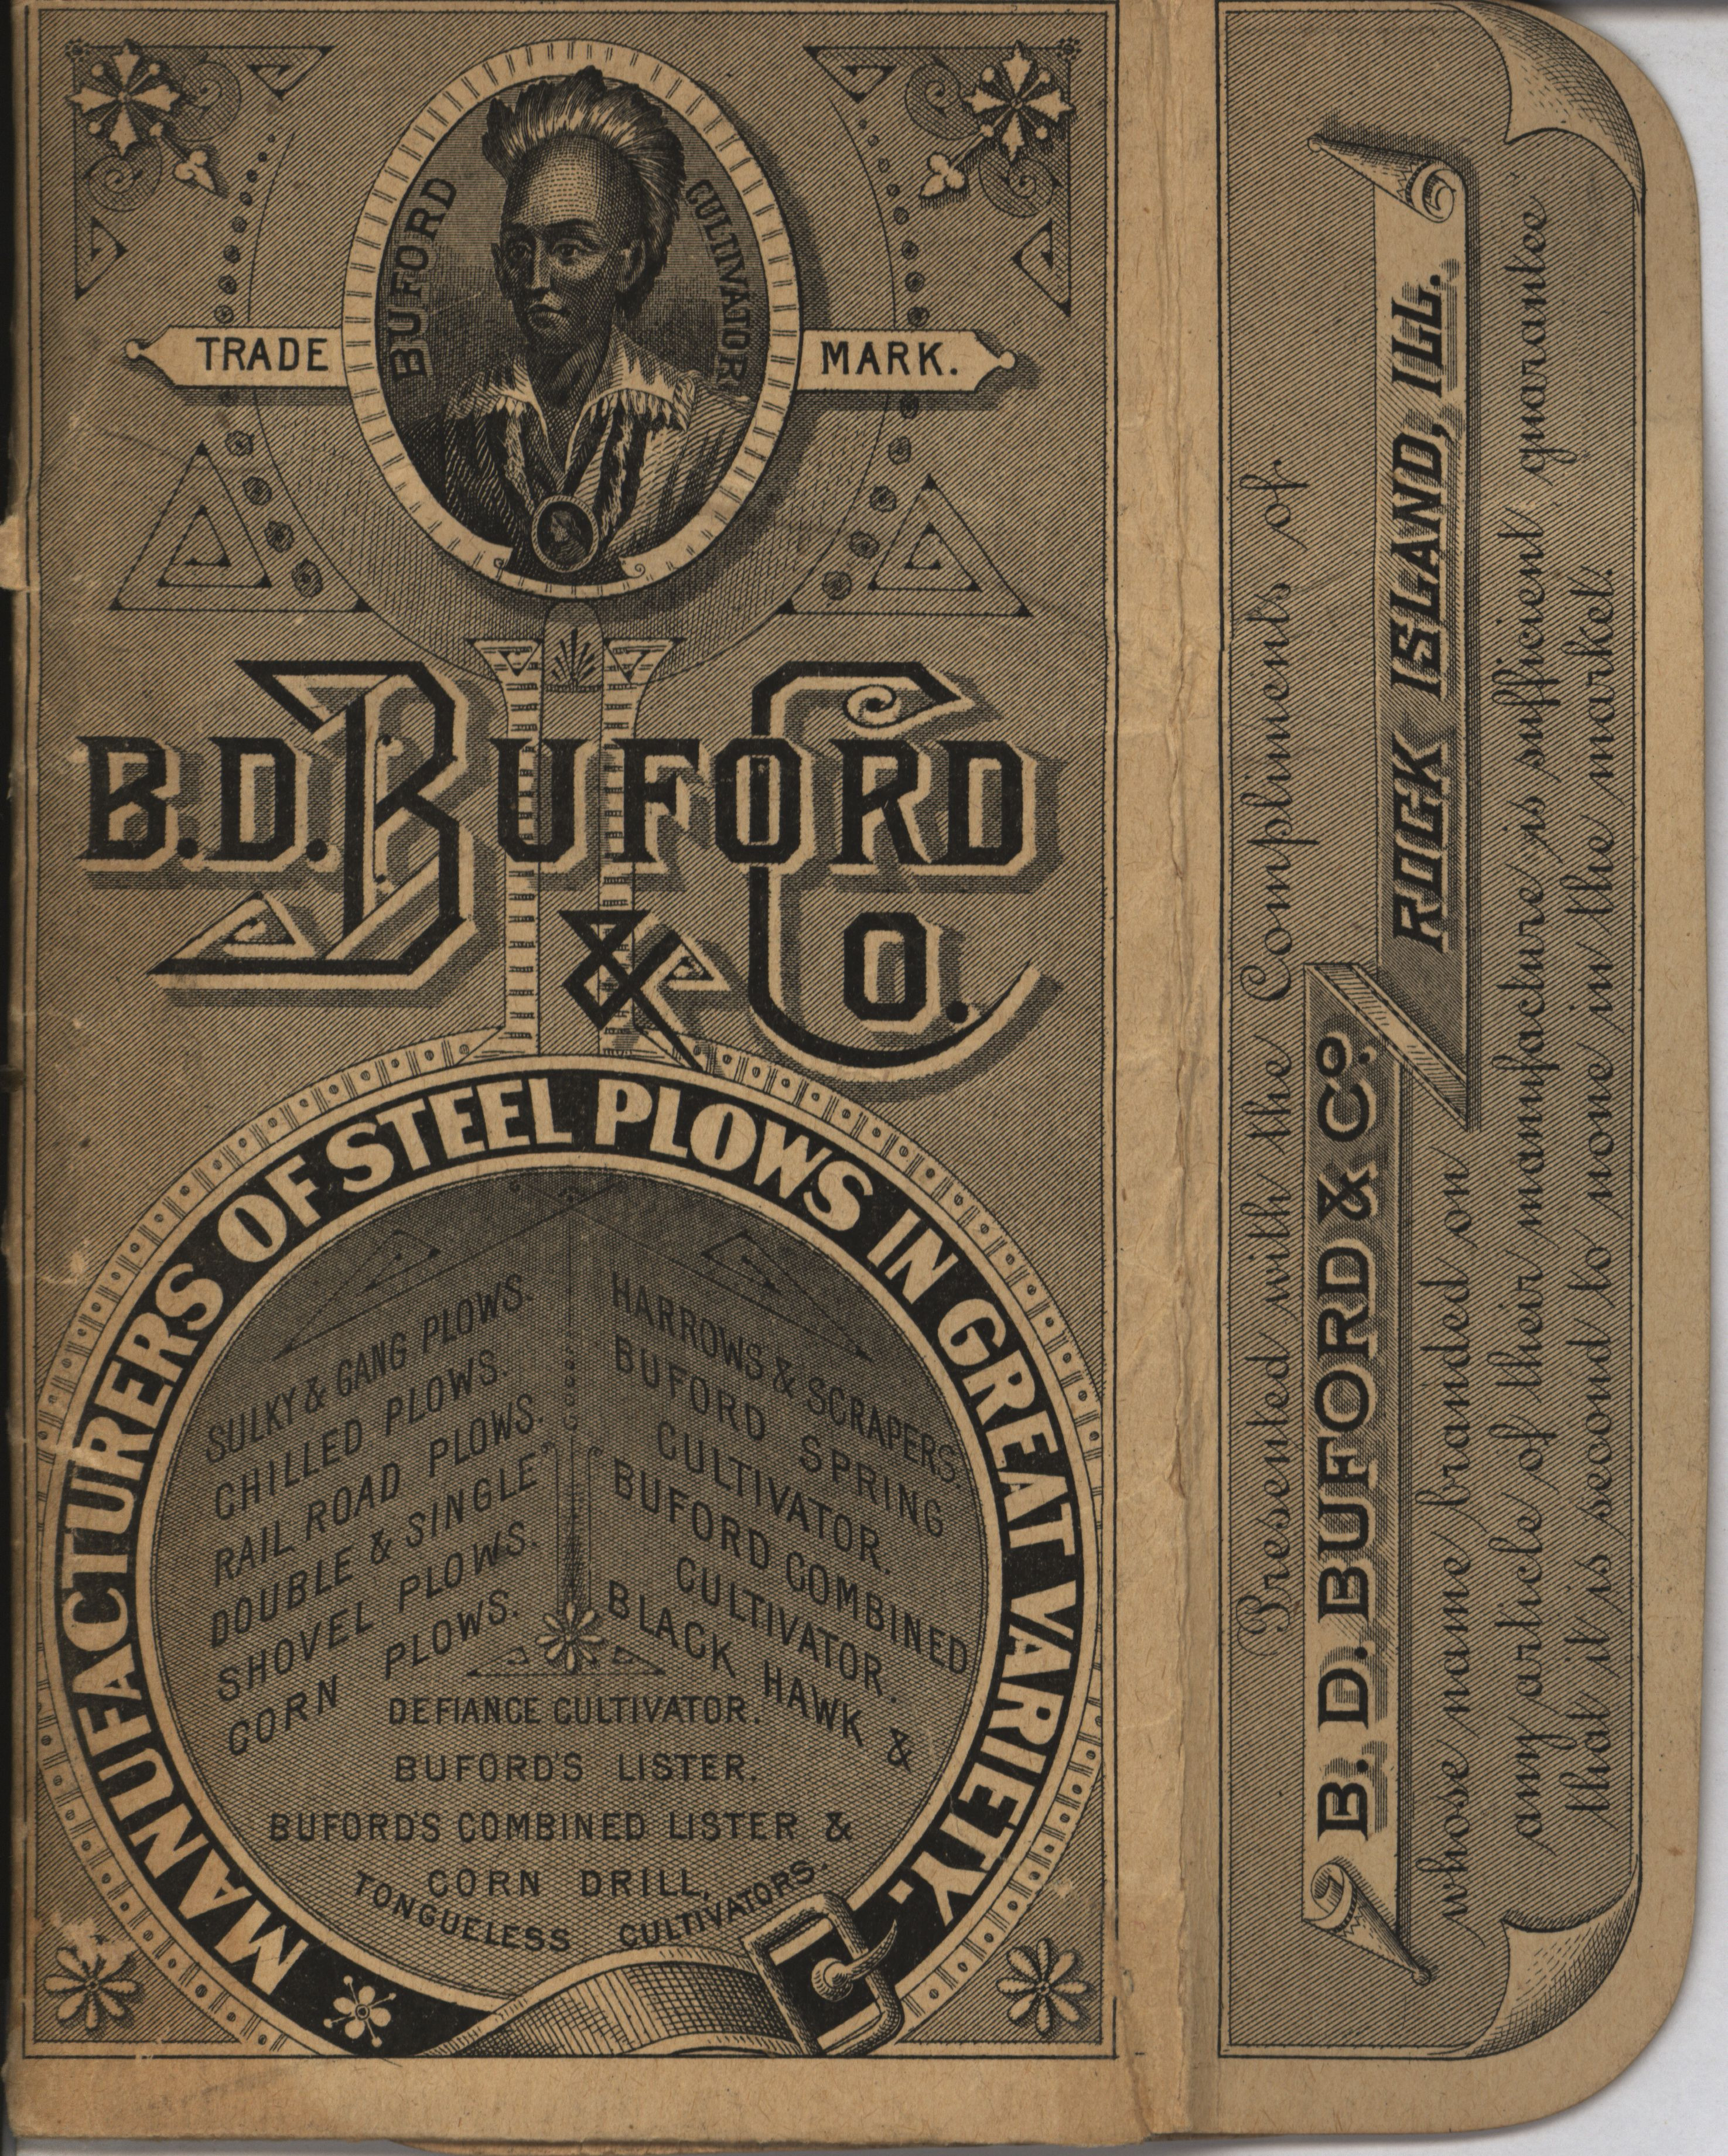 BUFORD CULTIVATOR
TRADE MARK.
B.D. BUFORD
& CO.
MANUFACTURERS OF STEEL PLOWS IN GREAT VARIETY.
SULKY & GANG PLOWS.
CHILLED PLOWS.
RAIL ROAD PLOWS.
DOUBLE & SINGLE
SHOVEL PLOWS.
CORN PLOWS.
HARROWS & SCRAPERS.
BUFORD SPRING
CULTIVATOR.
BUFORD COMBINED
CULTIVATOR.
BLACK HAWK &
DEFIANCE CULTIVATOR.
BUFORD'S LISTER.
BUFORD'S COMBINED LISTER &
CORN DRILL,
TONGUELESS CULTIVATORS.
Presented with the Compliments of
B. D. BUFORD & Co.
ROCK ISLAND, ILL.
whose name branded on
any article of their manufacture is sufficient guarantee
that it is second to none in the market.